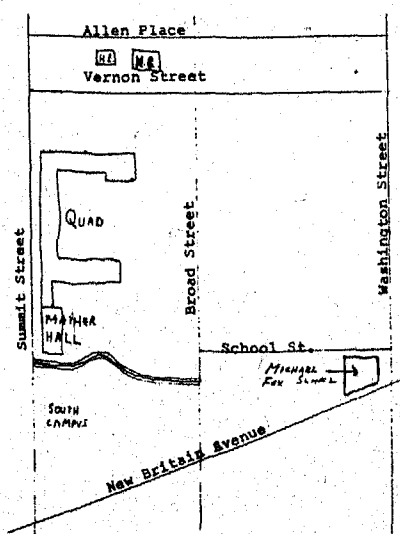 Allen Place
H.E. N.E.
Vernon Street
QUAD
Summit Street
Broad Street
Washington Street
MATHER
HALL
School St.
MICHAEL
FOX SCHOOL
SOUTH
CAMPUS
New Britain Avenue